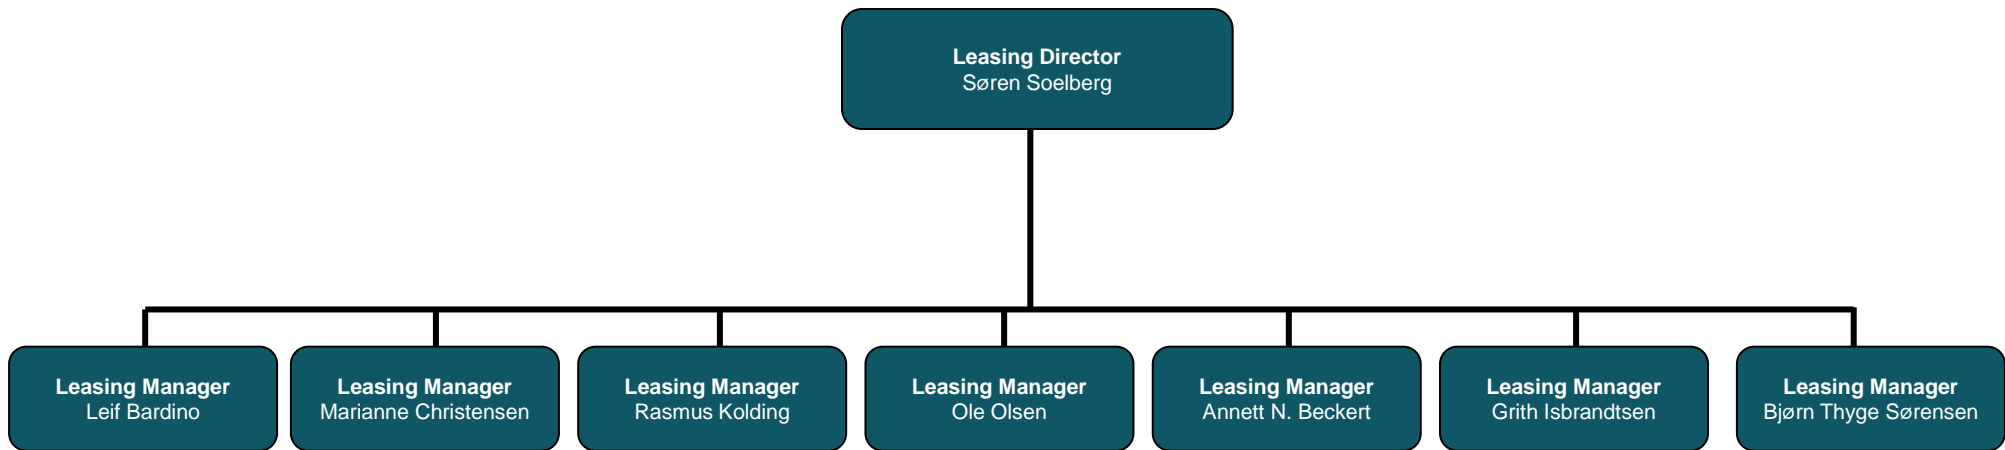 Leasing Director
Søren Soelberg
Leasing Manager
Leif Bardino
Leasing Manager
Marianne Christensen
Leasing Manager
Rasmus Kolding
Leasing Manager
Ole Olsen
Leasing Manager
Annett N. Beckert
Leasing Manager
Grith Isbrandtsen
Leasing Manager
Bjørn Thyge Sørensen